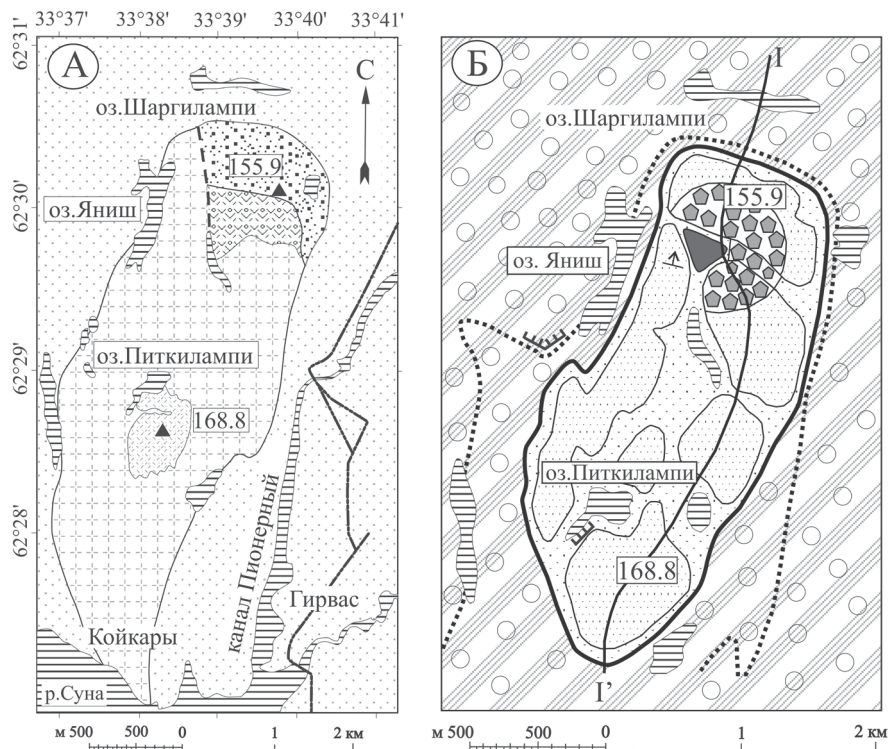 33°37' 33°38' 33°39' 33°40' 33°41'
62°31'
А
С
оз.Шаргилампи
155.9
62°30'
оз.Яниш
62°29'
оз.Питкилампи
168.8
62°28'
канал Пионерный
Гирвас
Койкары
р.Суна
м 500 500 0 1 2 км
Б
I
оз.Шаргилампи
155.9
оз. Яниш
оз.Питкилампи
168.8
I'
м 500 500 0 1 2 км